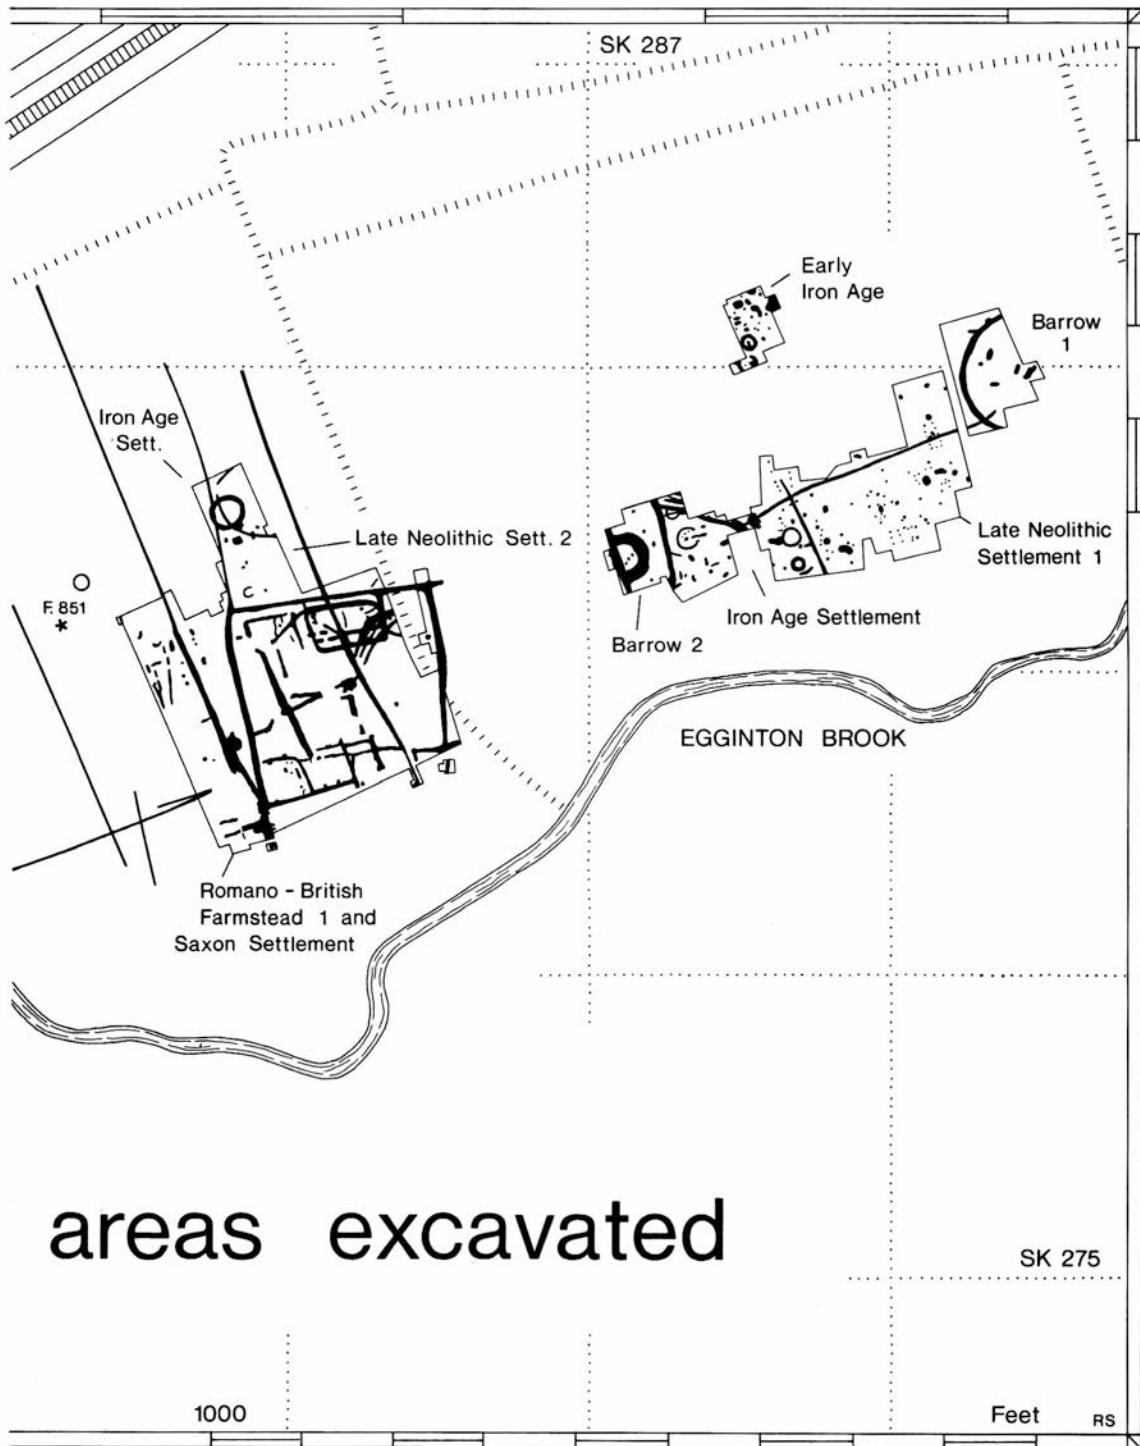 SK 287
Early
Iron Age
Barrow
1
Iron Age
Sett.
Late Neolithic Sett. 2
Late Neolithic
Settlement 1
F. 851
*
Iron Age Settlement
Barrow 2
EGGINTON BROOK
Romano - British
Farmstead 1 and
Saxon Settlement
areas excavated
SK 275
1000
Feet
RS